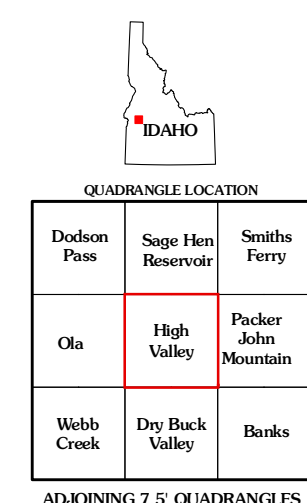 IDAHO
QUADRANGLE LOCATION
Dodson
Pass
Sage Hen
Reservoir
Smiths
Ferry
Ola
High
Valley
Packer
John
Mountain
Webb
Creek
Dry Buck
Valley
Banks
ADJOINING 7.5' QUADRANGLES